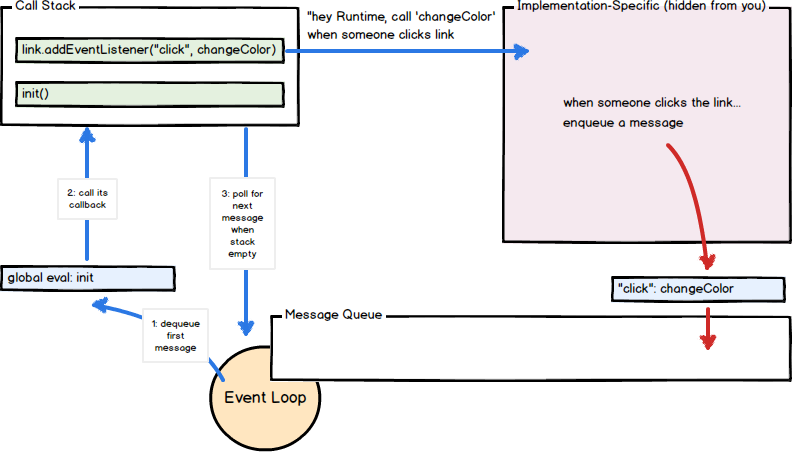 Call Stack
link.addEventListener("click", changeColor)
init()
"hey Runtime, call 'changeColor'
when someone clicks link
Implementation-Specific (hidden from you)
when someone clicks the link...
enqueue a message
2: call its
callback
3: poll for
next
message
when
stack
empty
global eval: init
"click": changeColor
1: dequeue
first
message
Message Queue
Event Loop